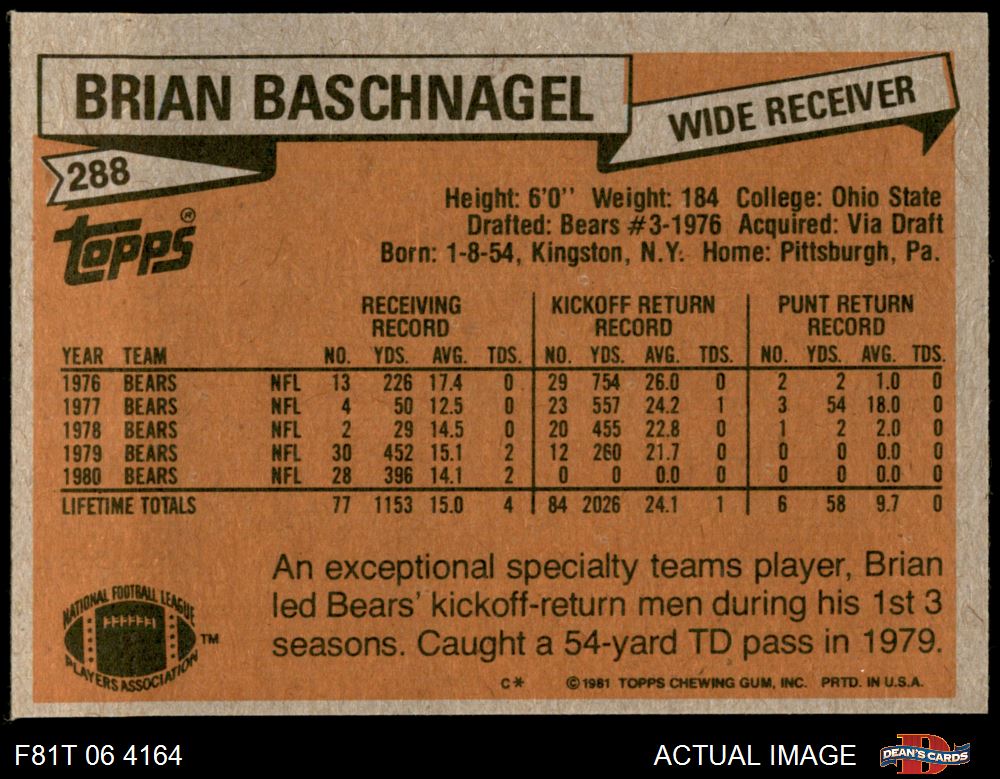 BRIAN BASCHNAGEL
WIDE RECEIVER
288
topps®
Height: 6'0'' Weight: 184 College: Ohio State
Drafted: Bears #3-1976 Acquired: Via Draft
Born: 1-8-54, Kingston, N.Y. Home: Pittsburgh, Pa.
RECEIVING RECORD KICKOFF RETURN RECORD PUNT RETURN RECORD
YEAR TEAM NO. YDS. AVG. TDS. NO. YDS. AVG. TDS. NO. YDS. AVG. TDS.
1976 BEARS NFL 13 226 17.4 0 29 754 26.0 0 2 2 1.0 0
1977 BEARS NFL 4 50 12.5 0 23 557 24.2 1 3 54 18.0 0
1978 BEARS NFL 2 29 14.5 0 20 455 22.8 0 1 2 2.0 0
1979 BEARS NFL 30 452 15.1 2 12 260 21.7 0 0 0 0.0 0
1980 BEARS NFL 28 396 14.1 2 0 0 0.0 0 0 0 0.0 0
LIFETIME TOTALS 77 1153 15.0 4 84 2026 24.1 1 6 58 9.7 0
An exceptional specialty teams player, Brian
led Bears' kickoff-return men during his 1st 3
seasons. Caught a 54-yard TD pass in 1979.
NATIONAL FOOTBALL LEAGUE
PLAYERS ASSOCIATION
™
C* ©1981 TOPPS CHEWING GUM, INC. PRTD. IN U.S.A.
F81T 06 4164
ACTUAL IMAGE
DEAN'S CARDS